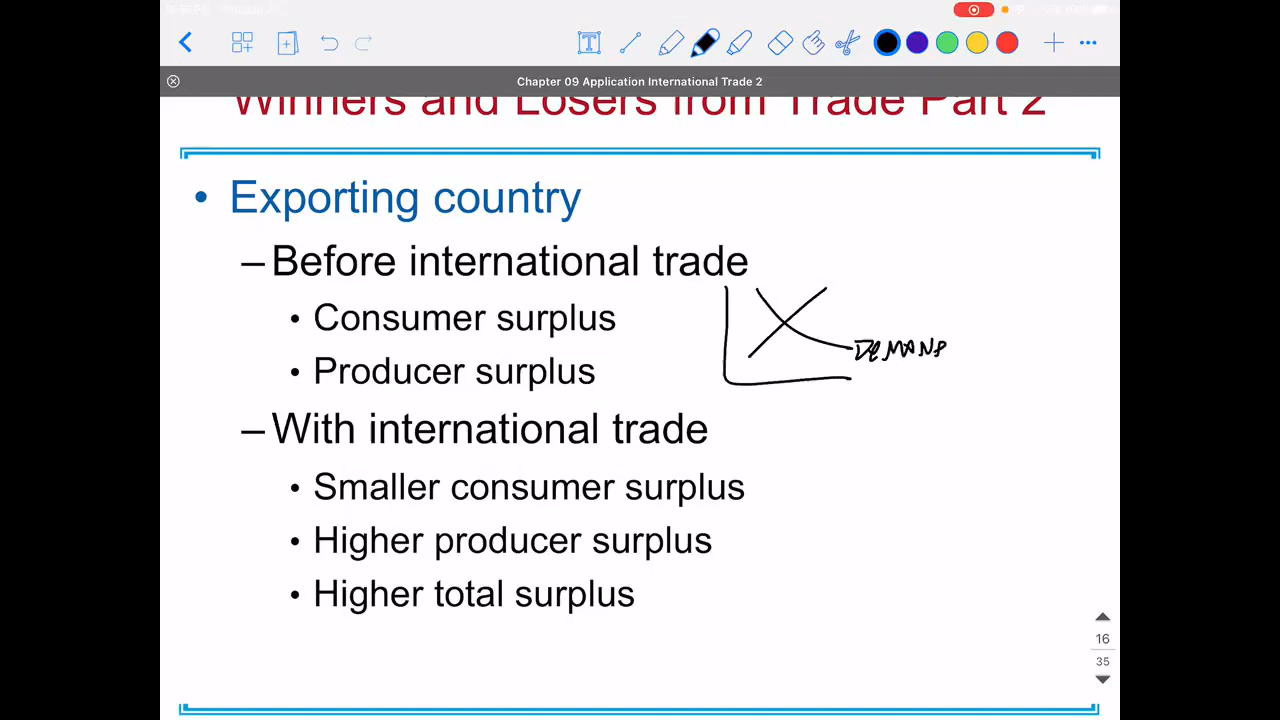 Chapter 09 Application International Trade 2
Winners and Losers from Trade Part 2
• Exporting country
– Before international trade
• Consumer surplus
• Producer surplus
DEMAND
– With international trade
• Smaller consumer surplus
• Higher producer surplus
• Higher total surplus
16
35